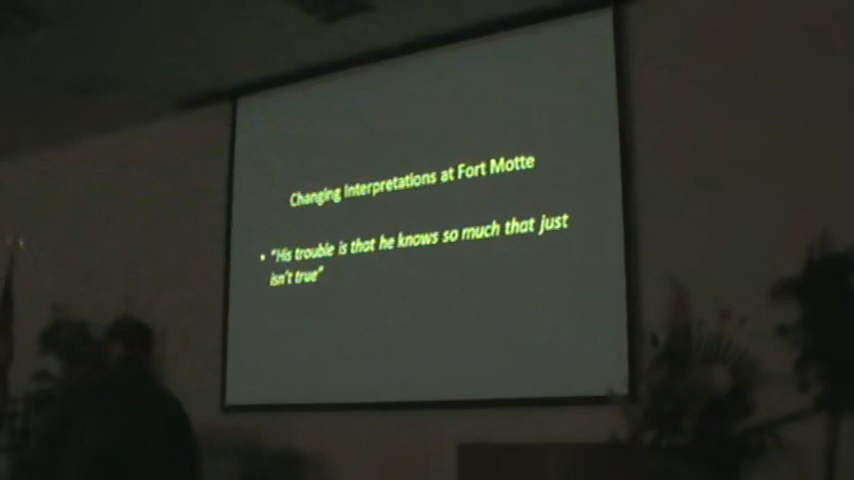 Changing Interpretations at Fort Motte
• "His trouble is that he knows so much that just
isn't true"